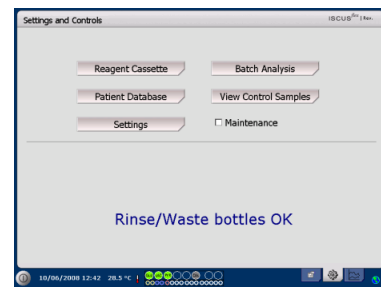 Settings and Controls
Reagent Cassette
Batch Analysis
Patient Database
View Control Samples
Settings
Maintenance
Rinse/Waste bottles OK
10/06/2008 12:42 28.5 °C